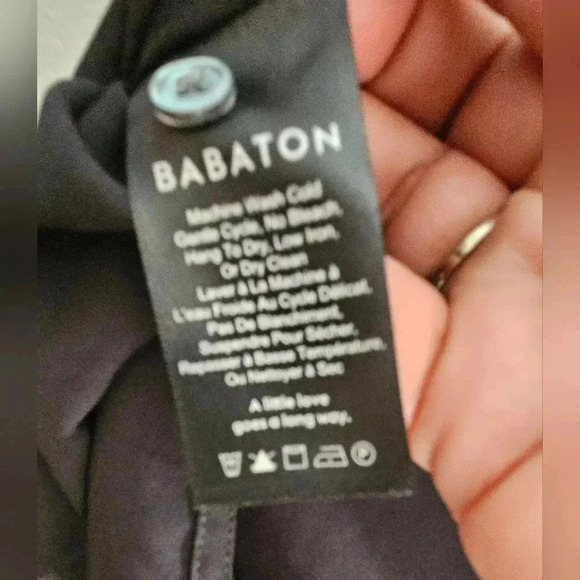 BABATON
Machine Wash Cold
Gentle Cycle, No Bleach,
Hang To Dry, Low Iron,
Or Dry Clean
Laver à La Machine à
L'eau Froide Au Cycle Délicat,
Pas De Blanchiment,
Suspendre Pour Sécher,
Repasser à Basse Température,
Ou Nettoyer à Sec
A little love
goes a long way.
P